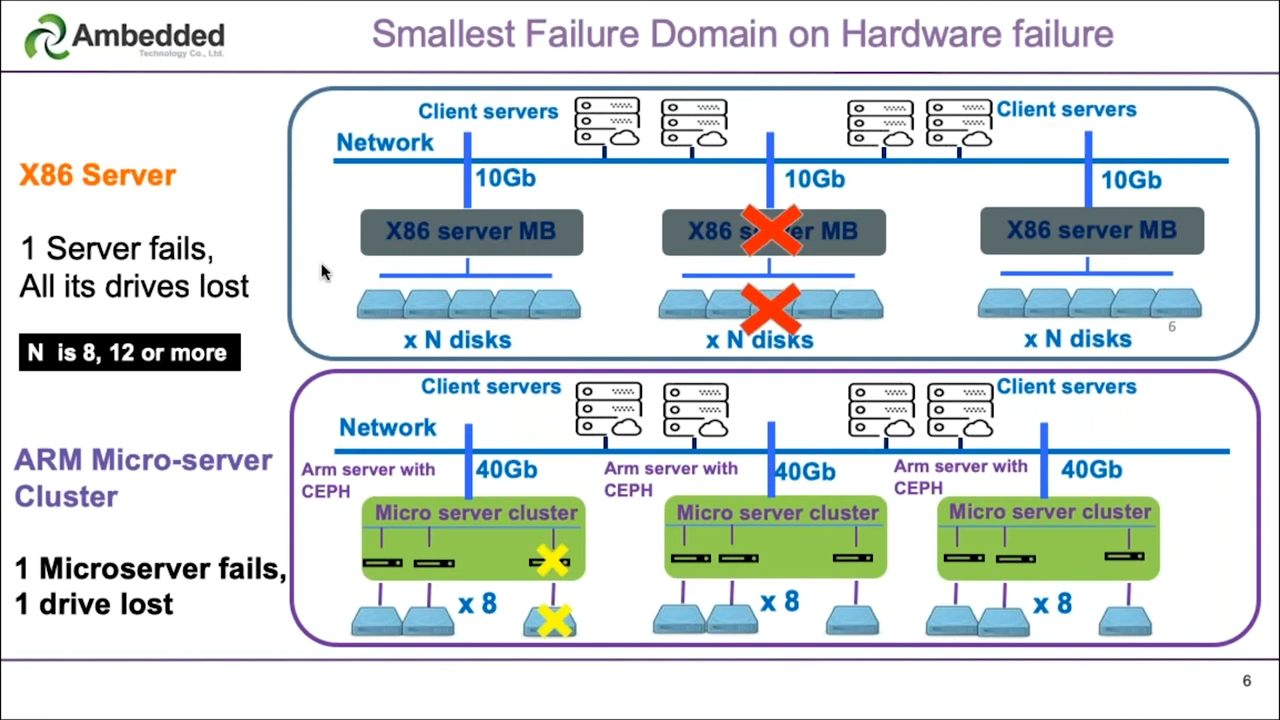 Ambedded
Technology Co., Ltd.
Smallest Failure Domain on Hardware failure
X86 Server
1 Server fails,
All its drives lost
N is 8, 12 or more
Client servers
Client servers
Network
10Gb
10Gb
10Gb
X86 server MB
X86 server MB
X86 server MB
x N disks
x N disks
x N disks
6
ARM Micro-server
Cluster
1 Microserver fails,
1 drive lost
Client servers
Client servers
Network
Arm server with
CEPH
40Gb
Arm server with
CEPH
40Gb
Arm server with
CEPH
40Gb
Micro server cluster
Micro server cluster
Micro server cluster
x 8
x 8
x 8
6